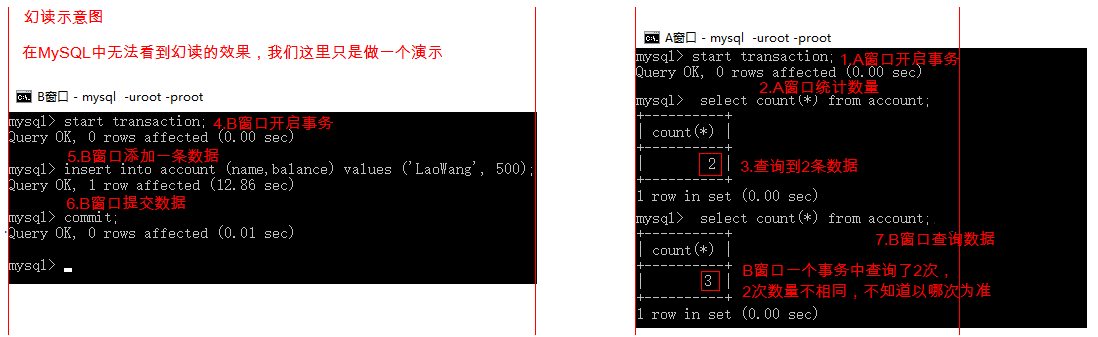 幻读示意图
在MySQL中无法看到幻读的效果，我们这里只是做一个演示
B窗口 - mysql -uroot -proot
mysql> start transaction; 4.B窗口开启事务
Query OK, 0 rows affected (0.00 sec)
5.B窗口添加一条数据
mysql> insert into account (name,balance) values ('LaoWang', 500);
Query OK, 1 row affected (12.86 sec)
6.B窗口提交数据
mysql> commit;
Query OK, 0 rows affected (0.01 sec)
mysql>
A窗口 - mysql -uroot -proot
mysql> start transaction; 1.A窗口开启事务
Query OK, 0 rows affected (0.00 sec)
2.A窗口统计数量
mysql> select count(*) from account;
+----------+
| count(*) |
+----------+
| 2 | 3.查询到2条数据
+----------+
1 row in set (0.00 sec)
mysql> select count(*) from account;
+----------+
7.B窗口查询数据
| count(*) |
+----------+
| 3 | B窗口一个事务中查询了2次，
2次数量不相同，不知道以哪次为准
+----------+
1 row in set (0.00 sec)